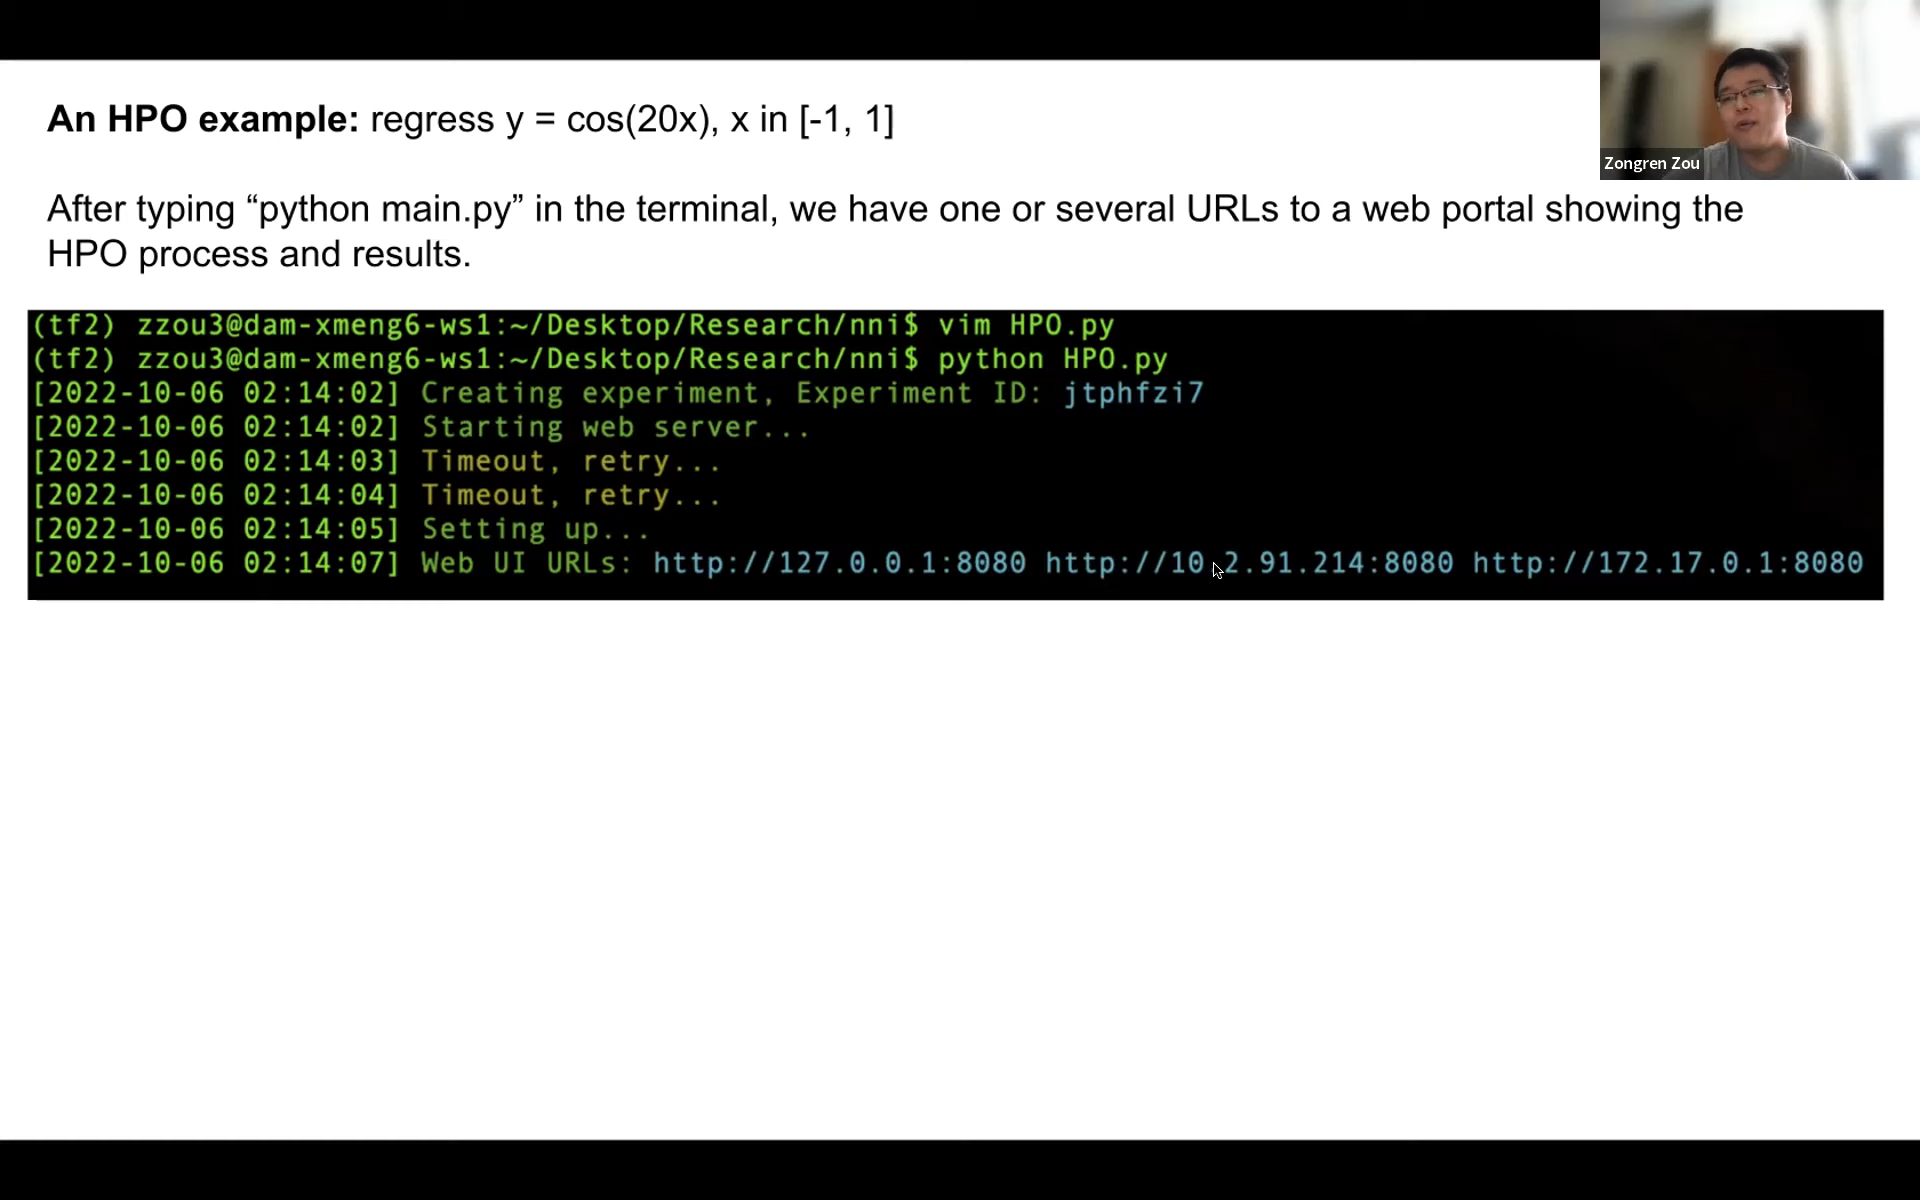 An HPO example: regress y = cos(20x), x in [-1, 1]
Zongren Zou
After typing “python main.py” in the terminal, we have one or several URLs to a web portal showing the
HPO process and results.
(tf2) zzou3@dam-xmeng6-ws1:~/Desktop/Research/nni$ vim HPO.py
(tf2) zzou3@dam-xmeng6-ws1:~/Desktop/Research/nni$ python HPO.py
[2022-10-06 02:14:02] Creating experiment, Experiment ID: jtphfzi7
[2022-10-06 02:14:02] Starting web server...
[2022-10-06 02:14:03] Timeout, retry...
[2022-10-06 02:14:04] Timeout, retry...
[2022-10-06 02:14:05] Setting up...
[2022-10-06 02:14:07] Web UI URLs: http://127.0.0.1:8080 http://10.2.91.214:8080 http://172.17.0.1:8080